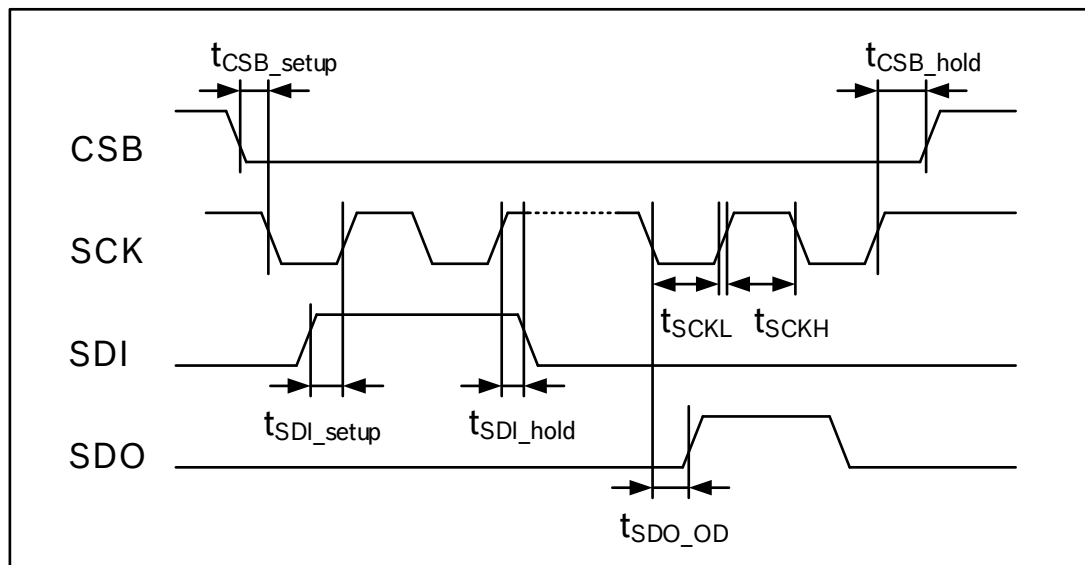 tCSB_setup
tCSB_hold
CSB
SCK
tSCKL
tSCKH
SDI
tSDI_setup
tSDI_hold
SDO
tSDO_OD